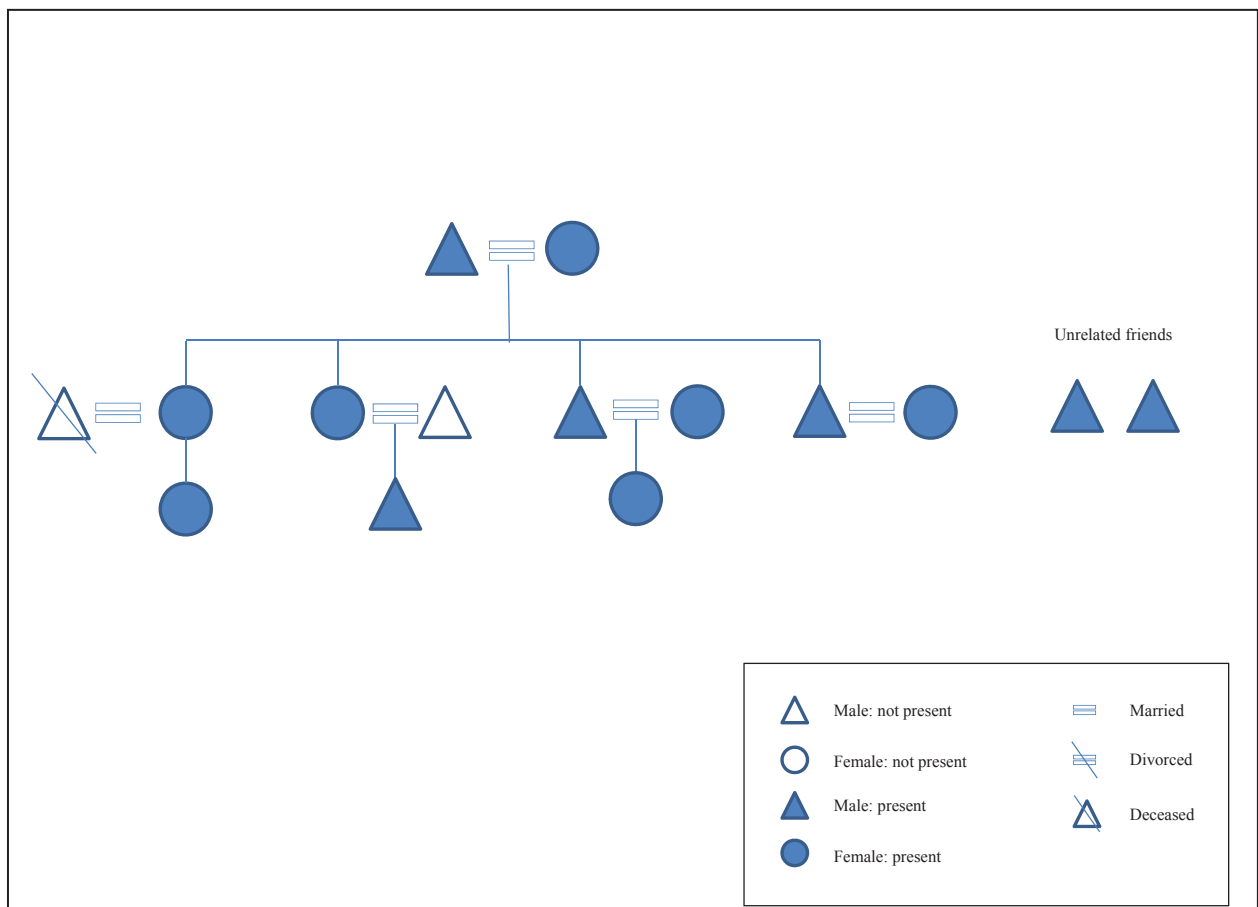 Unrelated friends
Male: not present
Married
Female: not present
Divorced
Male: present
Deceased
Female: present